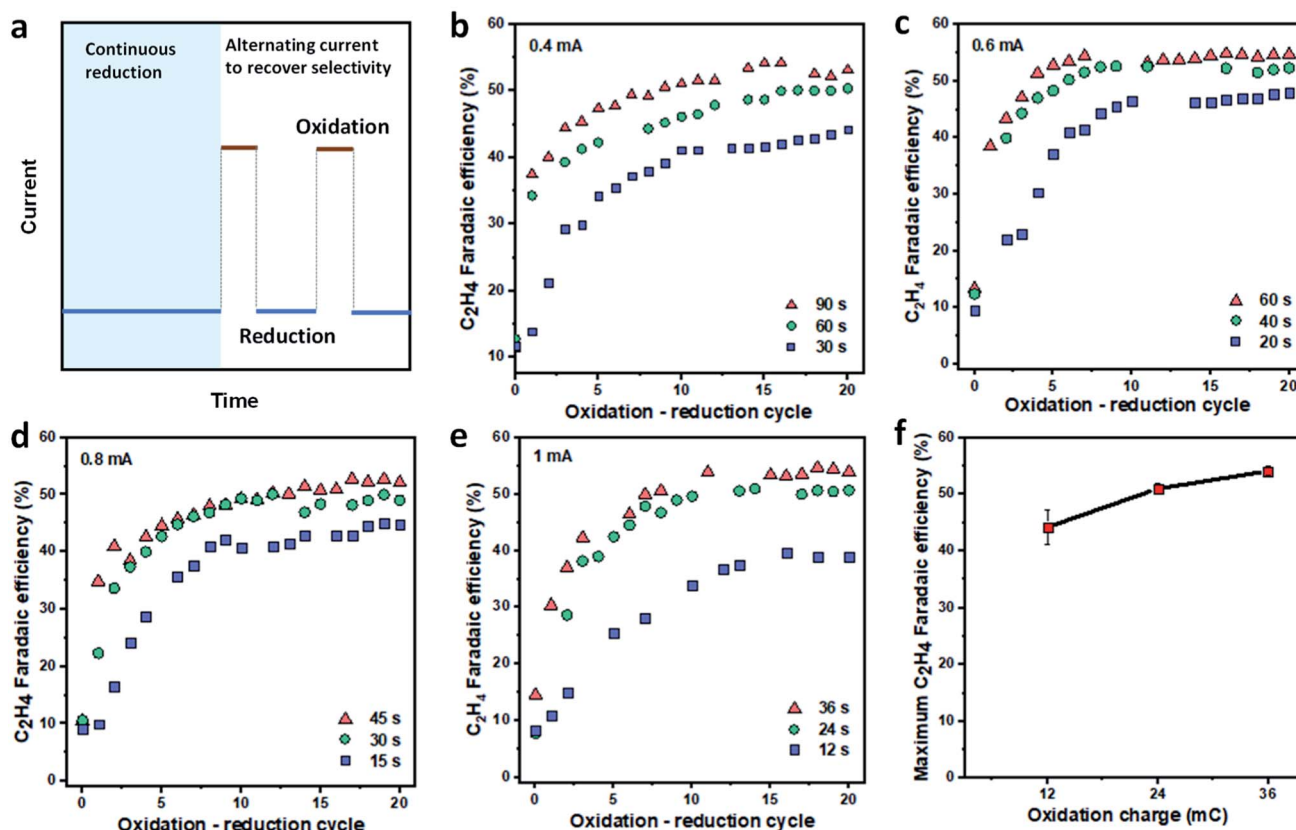 a
Continuous
reduction
Alternating current
to recover selectivity
Oxidation
Reduction
Current
Time
b
0.4 mA
C₂H₄ Faradaic efficiency (%)
60
50
40
30
20
10
90 s
60 s
30 s
0 5 10 15 20
Oxidation - reduction cycle
c
0.6 mA
C₂H₄ Faradaic efficiency (%)
60
50
40
30
20
10
0
60 s
40 s
20 s
0 5 10 15 20
Oxidation - reduction cycle
d
0.8 mA
C₂H₄ Faradaic efficiency (%)
60
50
40
30
20
10
0
45 s
30 s
15 s
0 5 10 15 20
Oxidation - reduction cycle
e
1 mA
C₂H₄ Faradaic efficiency (%)
60
50
40
30
20
10
0
36 s
24 s
12 s
0 5 10 15 20
Oxidation - reduction cycle
f
Maximum C₂H₄ Faradaic efficiency (%)
60
50
40
30
20
10
0
12 24 36
Oxidation charge (mC)